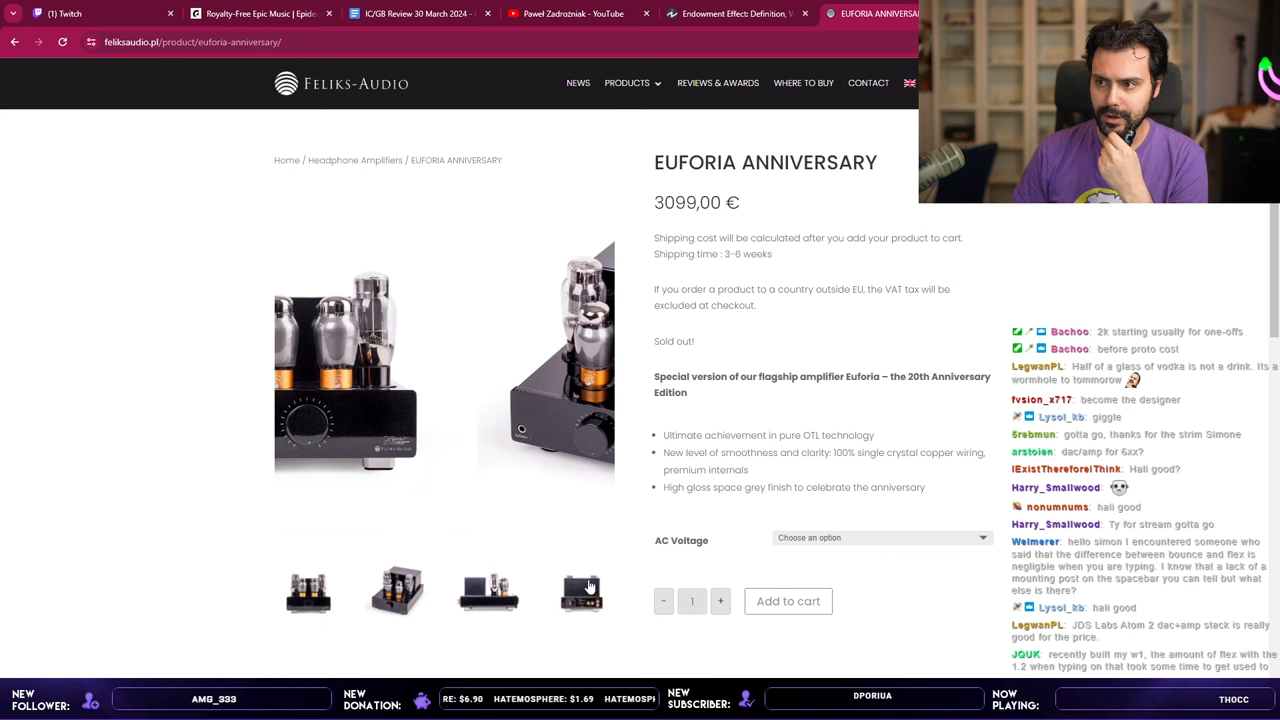 (1) Twitch
Royalty-Free Epic Music | Epide
IC/GB Review 30 March 2024 -
Paweł Zadrożniak - YouTube
Endowment Effect: Definition,
EUFORIA ANNIVERSA
feliksaudio.pl/product/euforia-anniversary/
FELIKS-AUDIO
NEWS
PRODUCTS
REVIEWS & AWARDS
WHERE TO BUY
CONTACT
Home / Headphone Amplifiers / EUFORIA ANNIVERSARY
EUFORIA ANNIVERSARY
3099,00 €
Shipping cost will be calculated after you add your product to cart.
Shipping time : 3-6 weeks
If you order a product to a country outside EU, the VAT tax will be
excluded at checkout.
Sold out!
Special version of our flagship amplifier Euforia – the 20th Anniversary
Edition
Ultimate achievement in pure OTL technology
New level of smoothness and clarity: 100% single crystal copper wiring,
premium internals
High gloss space grey finish to celebrate the anniversary
AC Voltage
Choose an option
- 1 +
Add to cart
Bachoo: 2k starting usually for one-offs
Bachoo: before proto cost
LegwanPL: Half of a glass of vodka is not a drink. Its a
wormhole to tommorow
fvsion_x717: become the designer
Lysol_kb: giggle
6rebmun: gotta go, thanks for the strim Simone
arstoien: dac/amp for 6xx?
IExistThereforeIThink: Hali good?
Harry_Smallwood:
nonumnums: hali good
Harry_Smallwood: Ty for stream gotta go
Welmerer: hello simon I encountered someone who
said that the difference between bounce and flex is
neglgible when you are typing. I know that a lack of a
mounting post on the spacebar you can tell but what
else is there?
Lysol_kb: hali good
LegwanPL: JDS Labs Atom 2 dac+amp stack is really
good for the price.
JQUK: recently built my w1, the amount of flex with the
1.2 when typing on that took some time to get used to
NEW
FOLLOWER:
AMG_333
NEW
DONATION:
RE: $6.90 HATEMOSPHERE: $1.69 HATEMOSPH
NEW
SUBSCRIBER:
DPORIUA
NOW
PLAYING:
THOCC